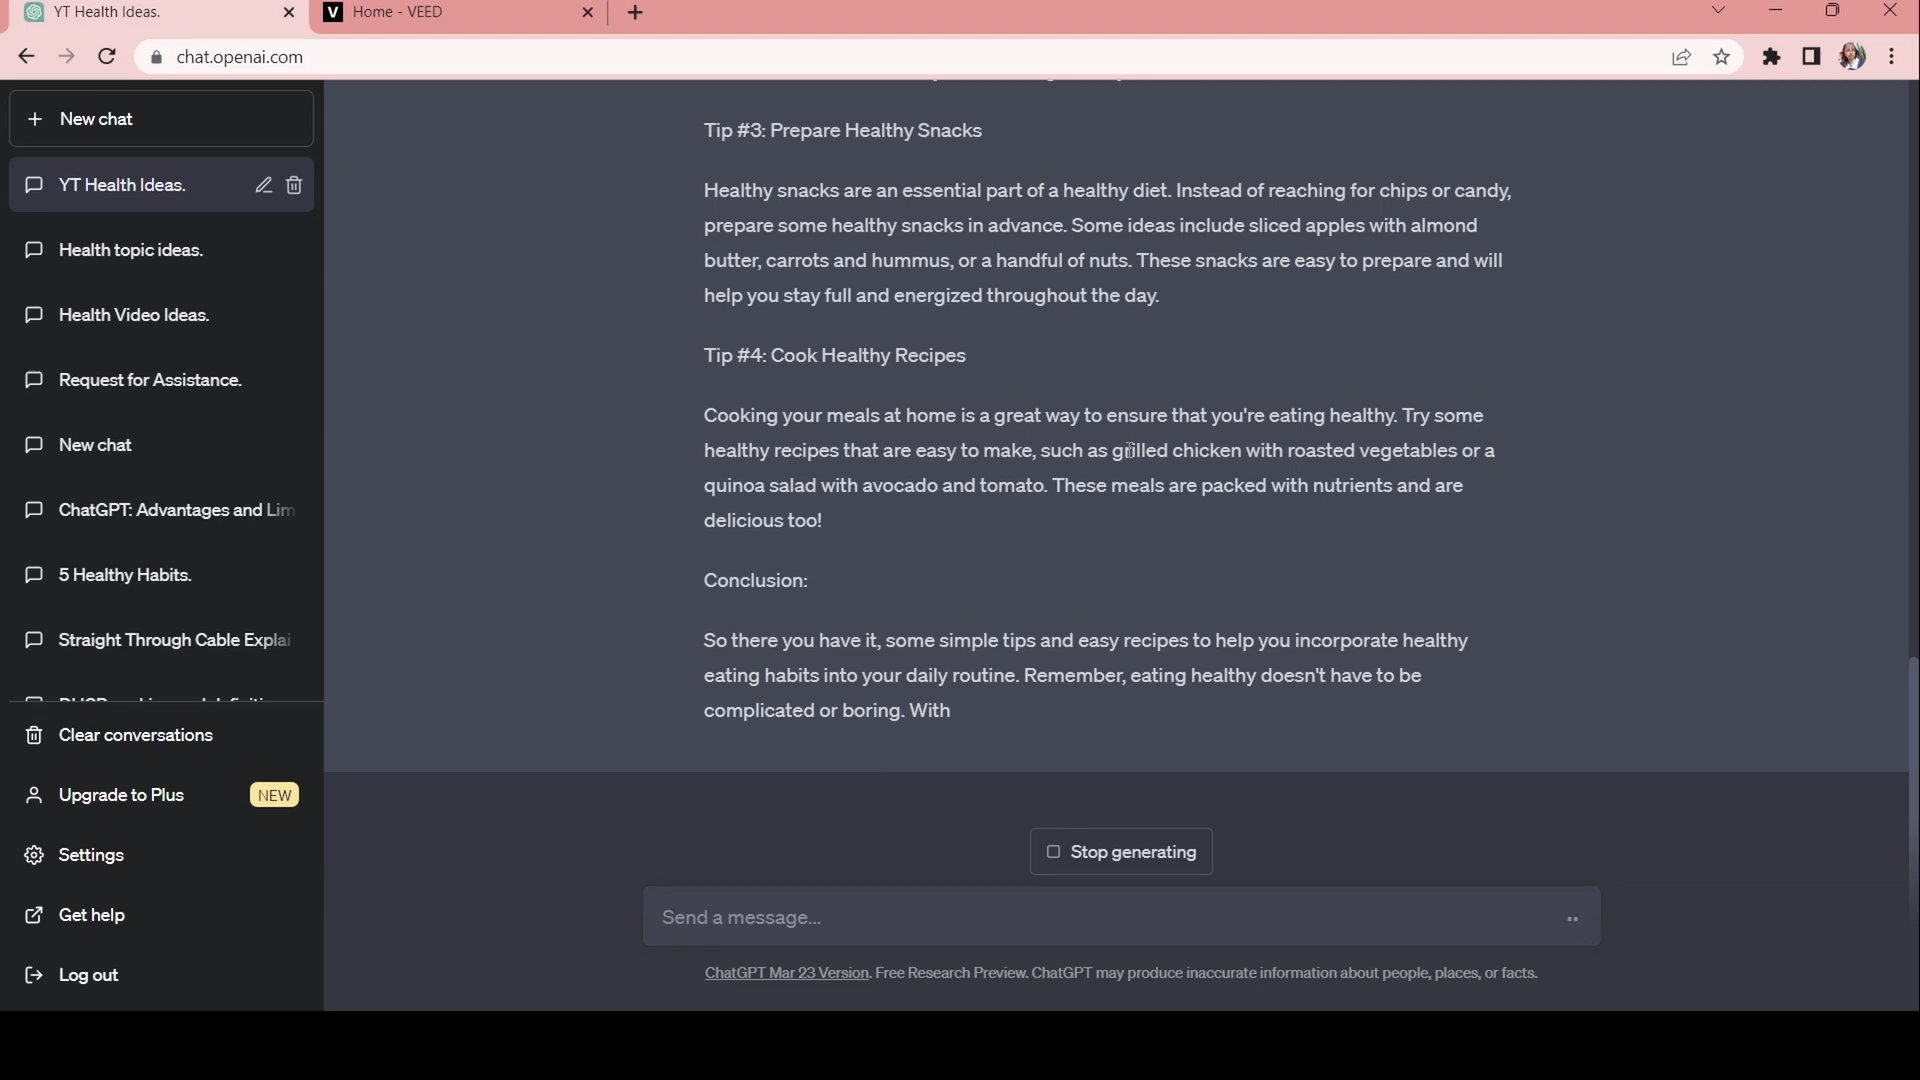 YT Health Ideas.
Home - VEED
chat.openai.com
New chat
YT Health Ideas.
Health topic ideas.
Health Video Ideas.
Request for Assistance.
New chat
ChatGPT: Advantages and Lim
5 Healthy Habits.
Straight Through Cable Explai
Clear conversations
Upgrade to Plus NEW
Settings
Get help
Log out
Tip #3: Prepare Healthy Snacks
Healthy snacks are an essential part of a healthy diet. Instead of reaching for chips or candy,
prepare some healthy snacks in advance. Some ideas include sliced apples with almond
butter, carrots and hummus, or a handful of nuts. These snacks are easy to prepare and will
help you stay full and energized throughout the day.
Tip #4: Cook Healthy Recipes
Cooking your meals at home is a great way to ensure that you're eating healthy. Try some
healthy recipes that are easy to make, such as grilled chicken with roasted vegetables or a
quinoa salad with avocado and tomato. These meals are packed with nutrients and are
delicious too!
Conclusion:
So there you have it, some simple tips and easy recipes to help you incorporate healthy
eating habits into your daily routine. Remember, eating healthy doesn't have to be
complicated or boring. With
Stop generating
Send a message...
ChatGPT Mar 23 Version. Free Research Preview. ChatGPT may produce inaccurate information about people, places, or facts.